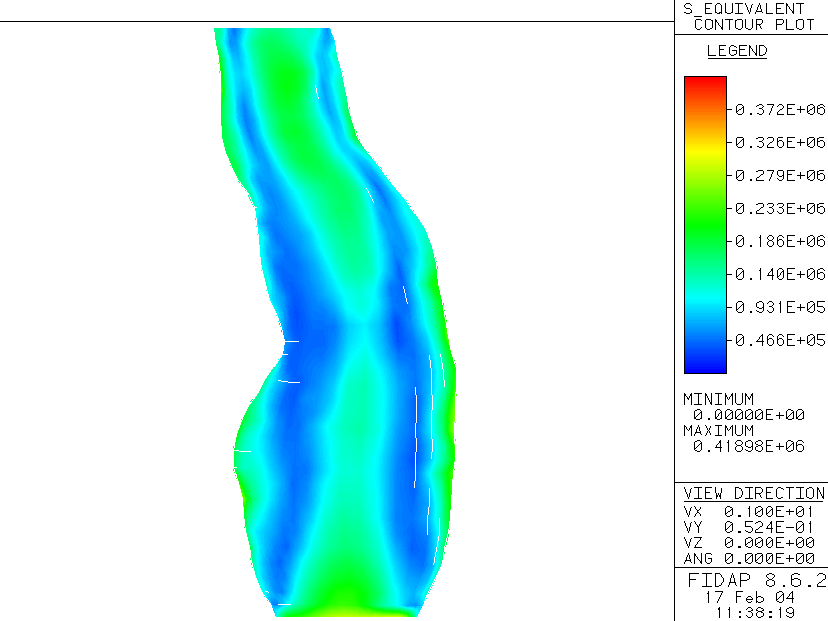 S_EQUIVALENT
CONTOUR PLOT
LEGEND
0.372E+06
0.326E+06
0.279E+06
0.233E+06
0.186E+06
0.140E+06
0.931E+05
0.466E+05
MINIMUM
0.00000E+00
MAXIMUM
0.41898E+06
VIEW DIRECTION
VX 0.100E+01
VY 0.524E-01
VZ 0.000E+00
ANG 0.000E+00
FIDAP 8.6.2
17 Feb 04
11:38:19